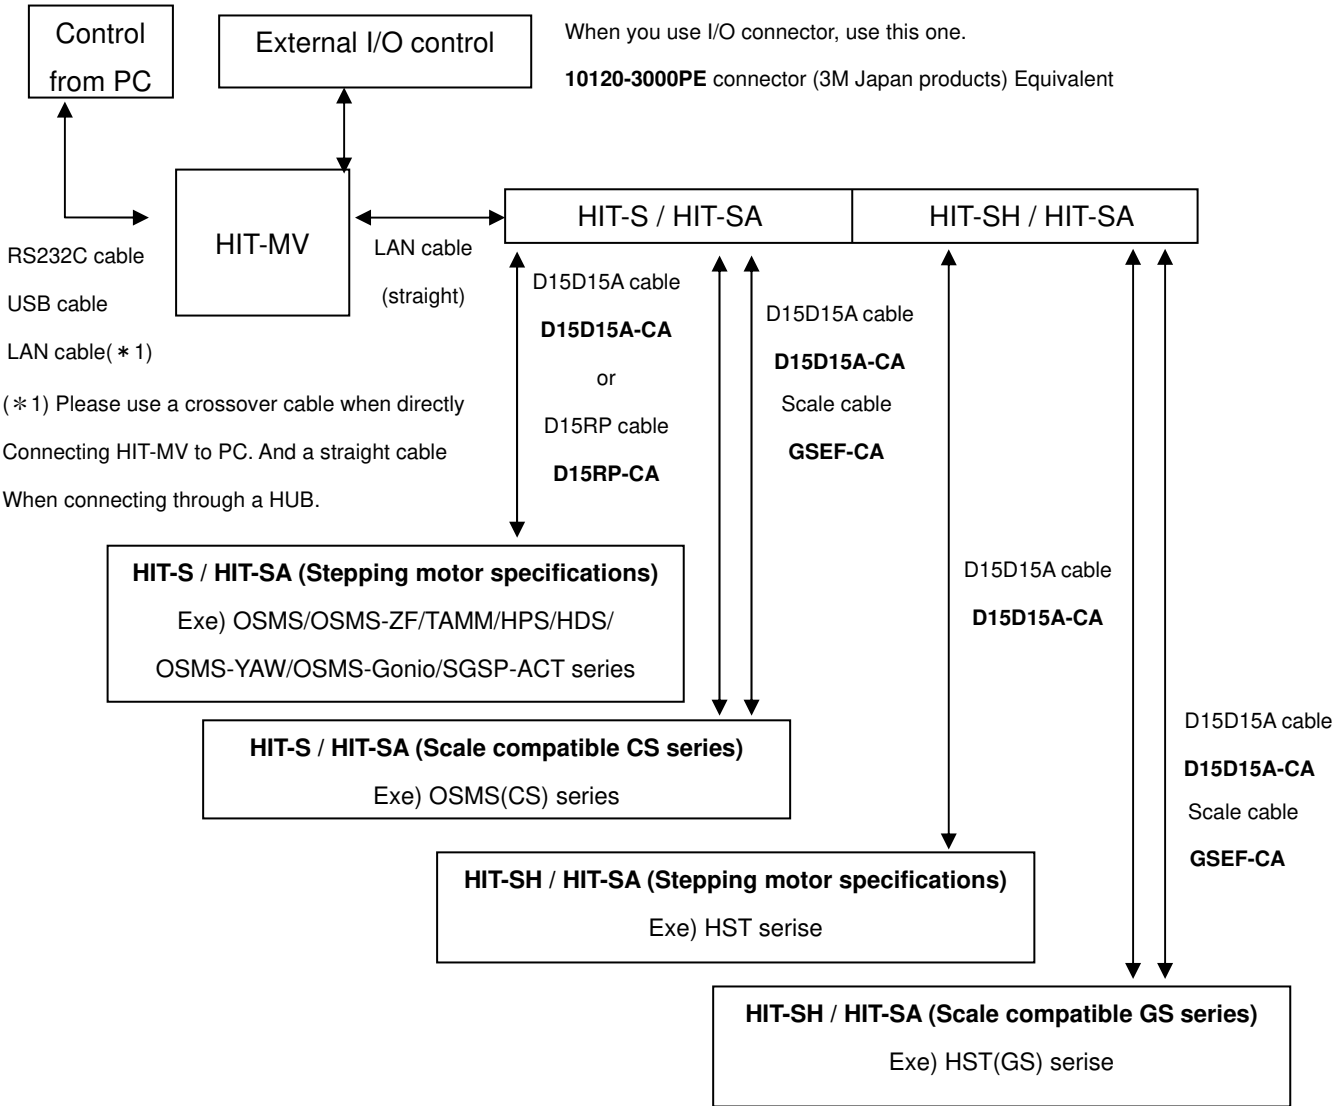 Control
from PC
External I/O control
When you use I/O connector, use this one.
10120-3000PE connector (3M Japan products) Equivalent
HIT-MV
HIT-S / HIT-SA
HIT-SH / HIT-SA
RS232C cable
USB cable
LAN cable(＊1)
LAN cable
(straight)
(＊1) Please use a crossover cable when directly
Connecting HIT-MV to PC. And a straight cable
When connecting through a HUB.
D15D15A cable
D15D15A-CA
or
D15RP cable
D15RP-CA
D15D15A cable
D15D15A-CA
Scale cable
GSEF-CA
D15D15A cable
D15D15A-CA
D15D15A cable
D15D15A-CA
Scale cable
GSEF-CA
HIT-S / HIT-SA (Stepping motor specifications)
Exe) OSMS/OSMS-ZF/TAMM/HPS/HDS/
OSMS-YAW/OSMS-Gonio/SGSP-ACT series
HIT-S / HIT-SA (Scale compatible CS series)
Exe) OSMS(CS) series
HIT-SH / HIT-SA (Stepping motor specifications)
Exe) HST serise
HIT-SH / HIT-SA (Scale compatible GS series)
Exe) HST(GS) serise